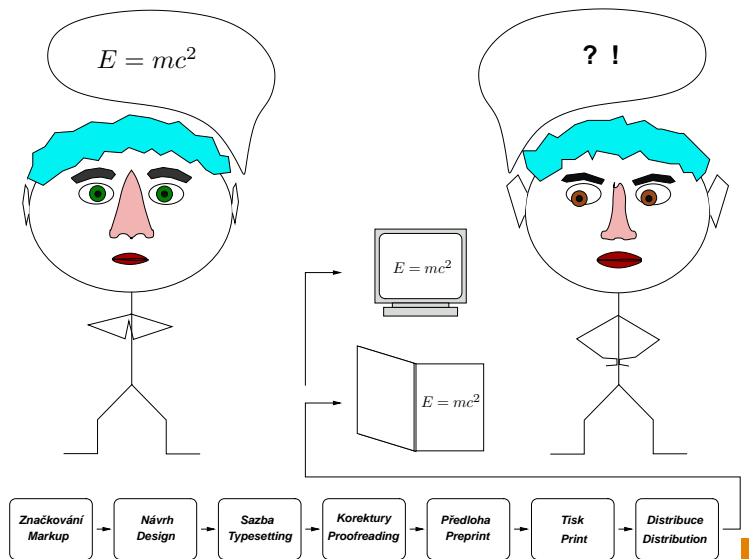 E = mc²
? !
E = mc²
E = mc²
Značkování
Markup
Návrh
Design
Sazba
Typesetting
Korektury
Proofreading
Předloha
Preprint
Tisk
Print
Distribuce
Distribution